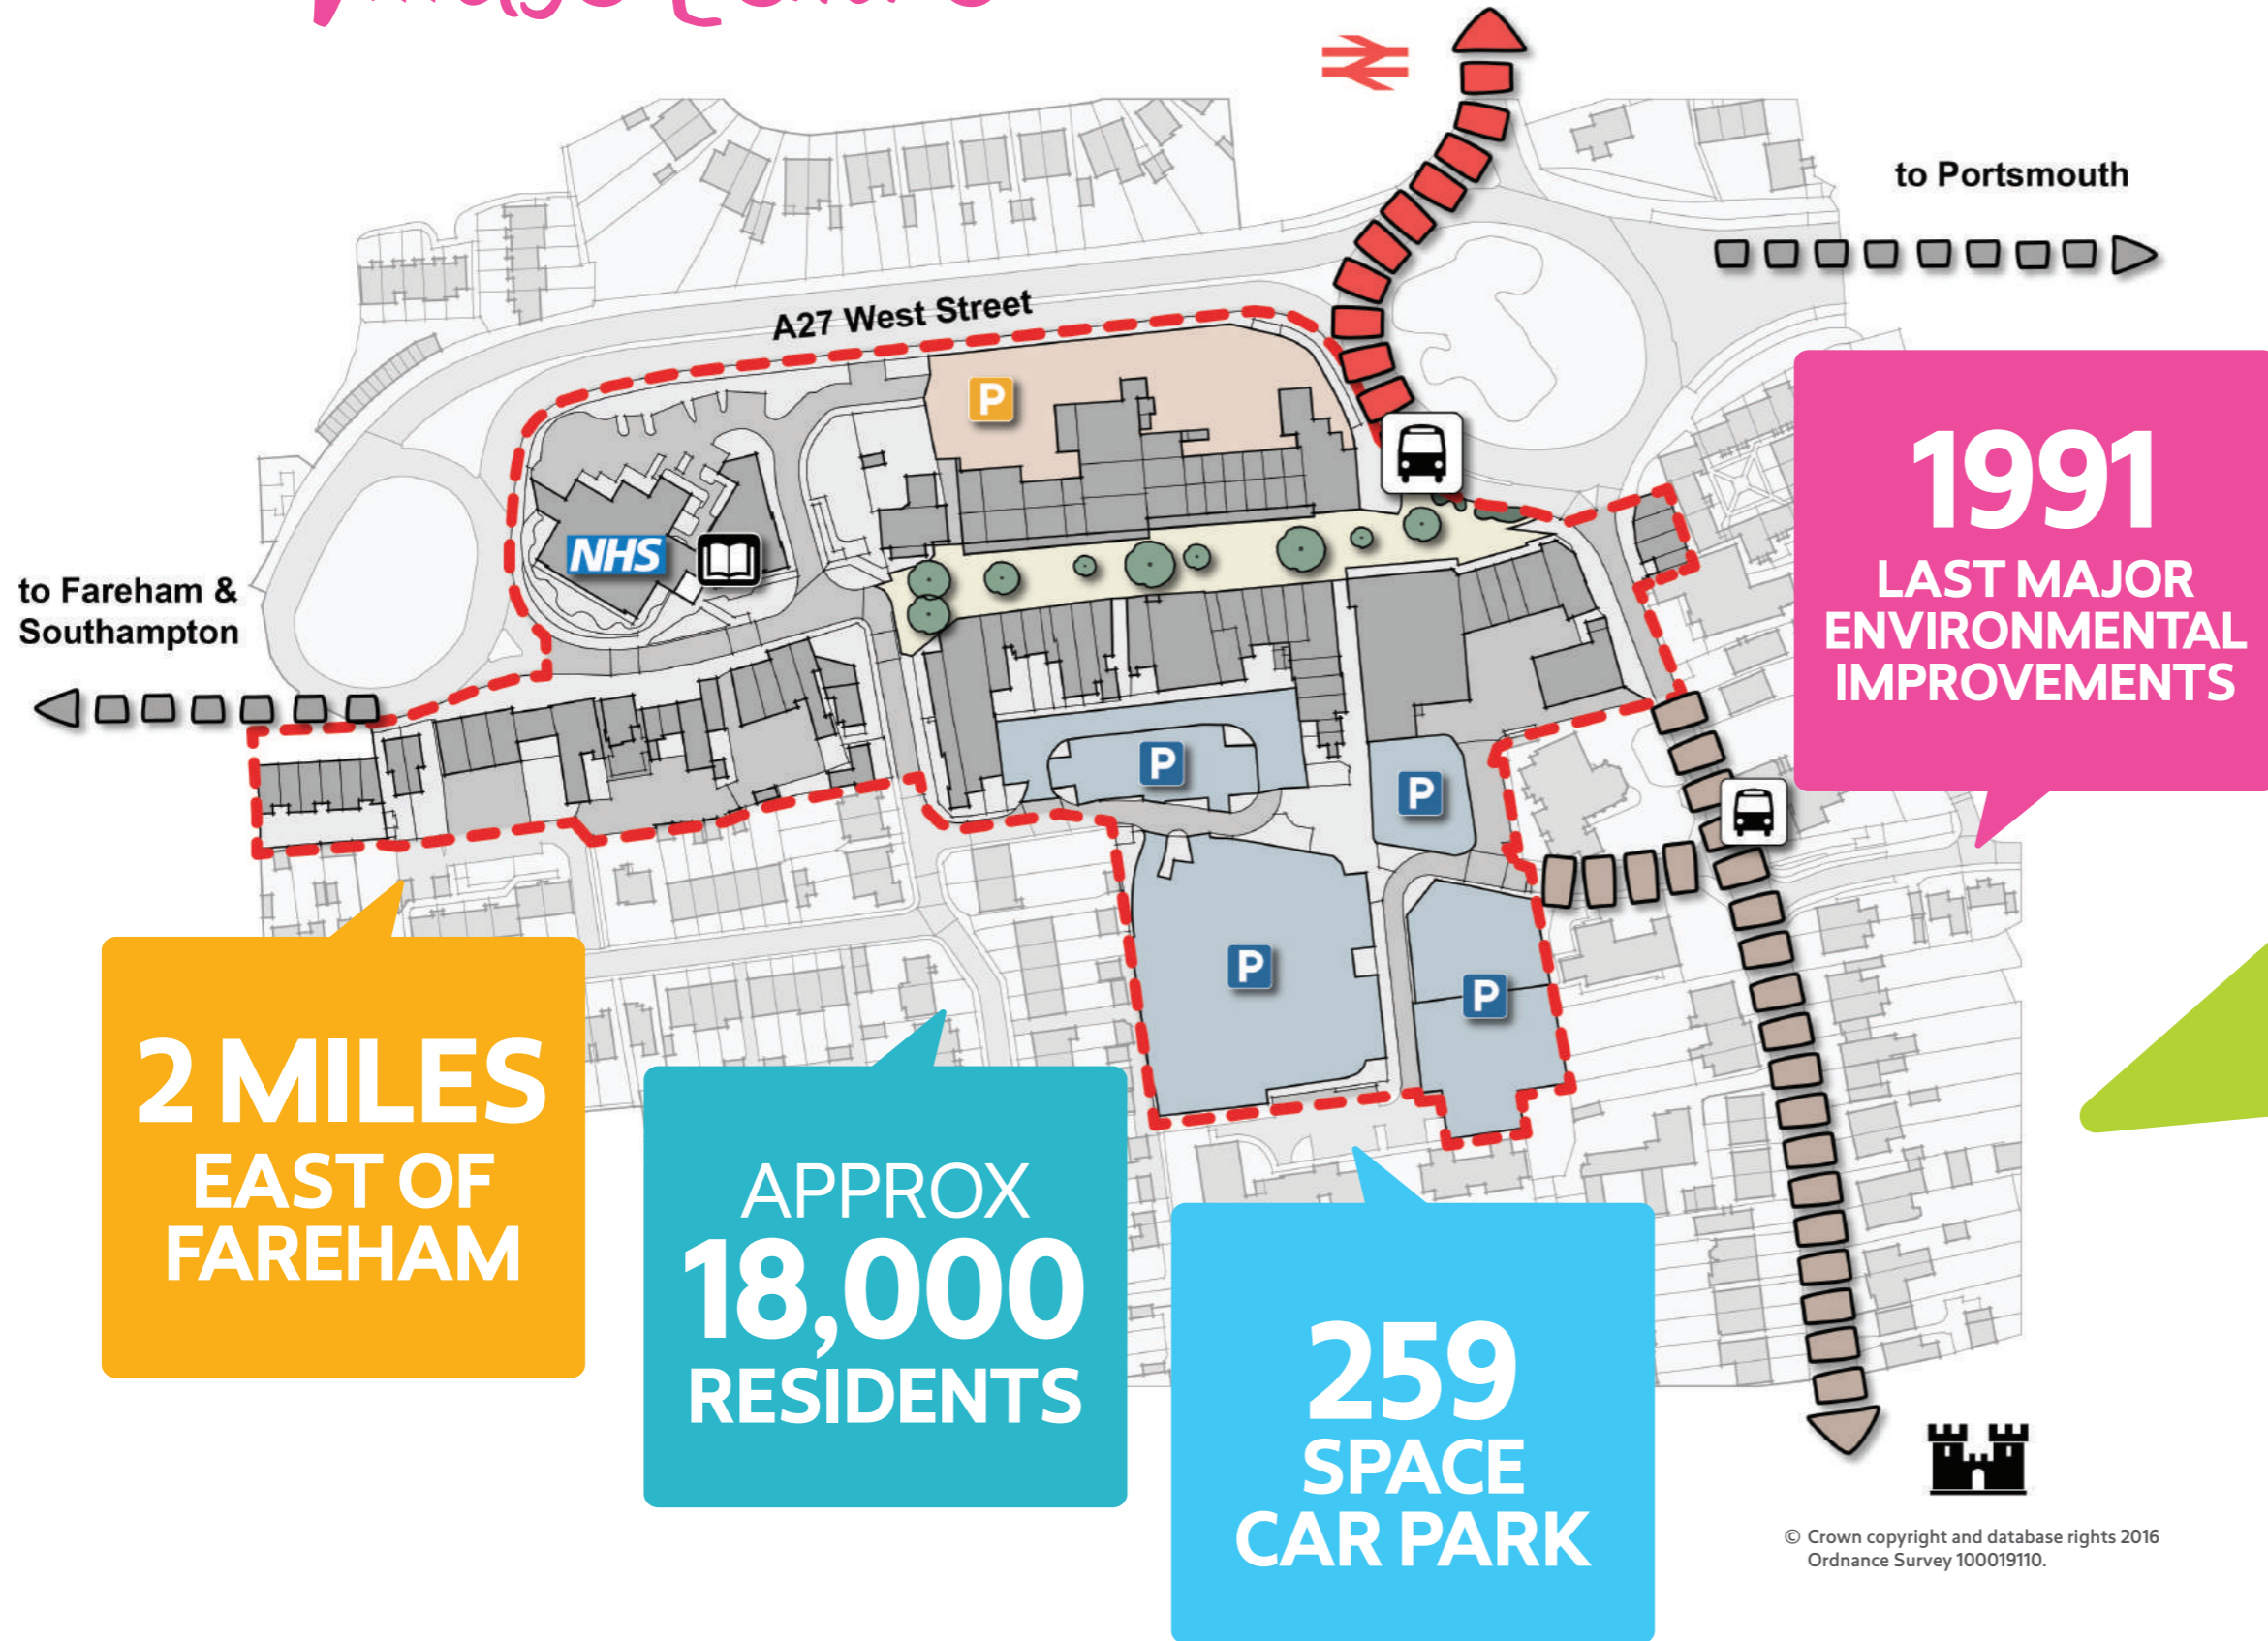 to Portsmouth
A27 West Street
P
1991
LAST MAJOR
ENVIRONMENTAL
IMPROVEMENTS
NHS
to Fareham &
Southampton
P
P
P
P
2 MILES
EAST OF
FAREHAM
APPROX
18,000
RESIDENTS
259
SPACE
CAR PARK
© Crown copyright and database rights 2016
Ordnance Survey 100019110.